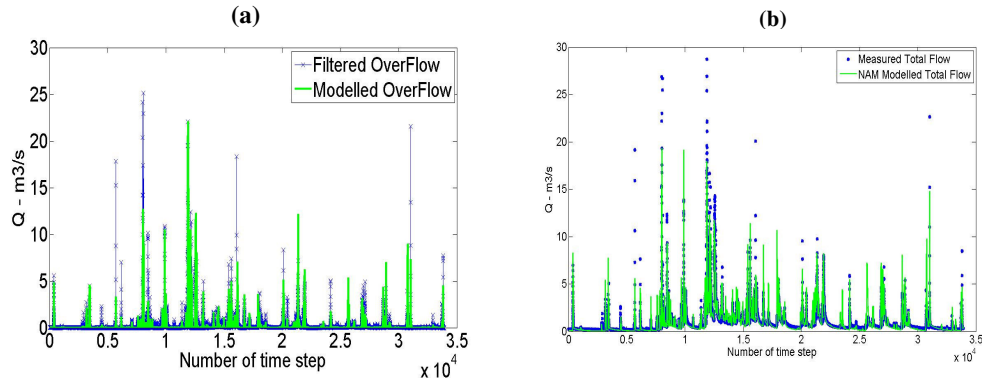 (a)
30
25
20
15
10
5
0
Q - m3/s
Filtered OverFlow
Modelled OverFlow
0 0.5 1 1.5 2 2.5 3 3.5
Number of time step
x 10^4
(b)
30
25
20
15
10
5
0
Q - m3/s
Measured Total Flow
NAM Modelled Total Flow
0 0.5 1 1.5 2 2.5 3 3.5
Number of time step
x 10^4